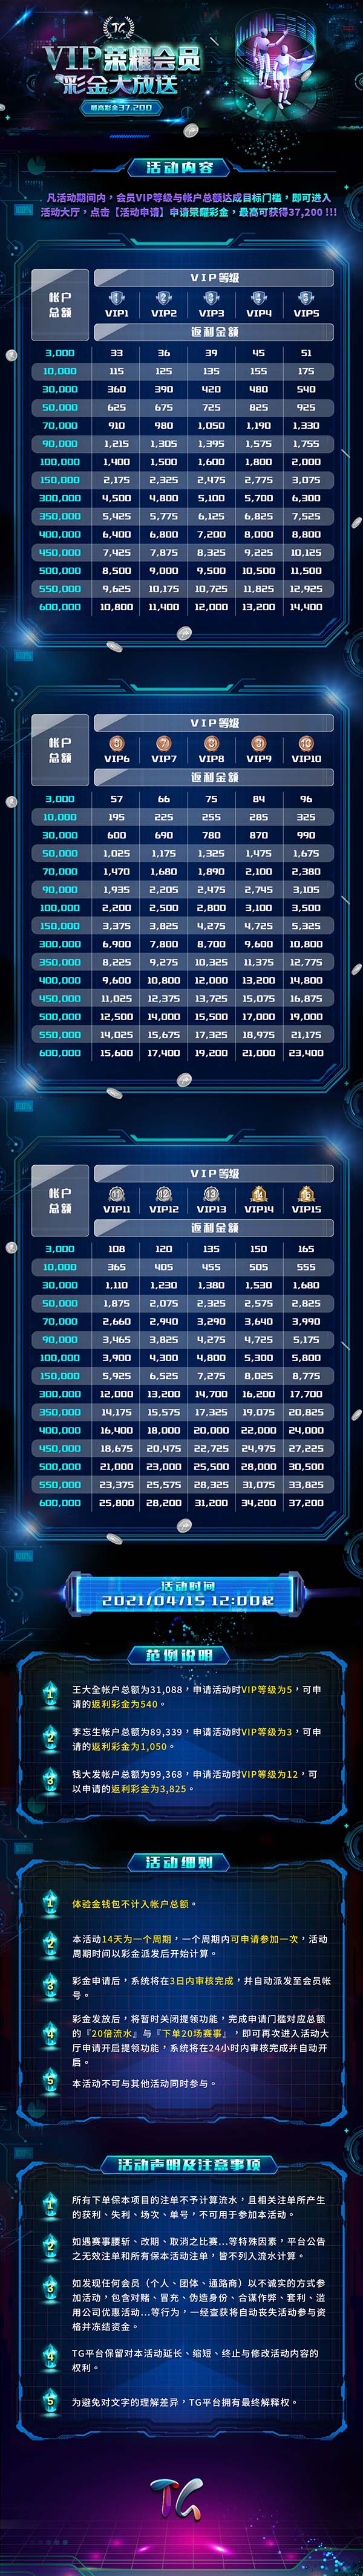 TG
VIP荣耀会员
彩金大放送
最高彩金37,200
活动内容
凡活动期间内，会员VIP等级与帐户总额达成目标门槛，即可进入
活动大厅，点击【活动申请】申请荣耀彩金，最高可获得37,200 !!!
帐户
总额
VIP等级
1 2 3 4 5
VIP1 VIP2 VIP3 VIP4 VIP5
返利金额
3,000 33 36 39 45 51
10,000 115 125 135 155 175
30,000 360 390 420 480 540
50,000 625 675 725 825 925
70,000 910 980 1,050 1,190 1,330
90,000 1,215 1,305 1,395 1,575 1,755
100,000 1,400 1,500 1,600 1,800 2,000
150,000 2,175 2,325 2,475 2,775 3,075
300,000 4,500 4,800 5,100 5,700 6,300
350,000 5,425 5,775 6,125 6,825 7,525
400,000 6,400 6,800 7,200 8,000 8,800
450,000 7,425 7,875 8,325 9,225 10,125
500,000 8,500 9,000 9,500 10,500 11,500
550,000 9,625 10,175 10,725 11,825 12,925
600,000 10,800 11,400 12,000 13,200 14,400
100%
帐户
总额
VIP等级
6 7 8 9 10
VIP6 VIP7 VIP8 VIP9 VIP10
返利金额
3,000 57 66 75 84 96
10,000 195 225 255 285 325
30,000 600 690 780 870 990
50,000 1,025 1,175 1,325 1,475 1,675
70,000 1,470 1,680 1,890 2,100 2,380
90,000 1,935 2,205 2,475 2,745 3,105
100,000 2,200 2,500 2,800 3,100 3,500
150,000 3,375 3,825 4,275 4,725 5,325
300,000 6,900 7,800 8,700 9,600 10,800
350,000 8,225 9,275 10,325 11,375 12,775
400,000 9,600 10,800 12,000 13,200 14,800
450,000 11,025 12,375 13,725 15,075 16,875
500,000 12,500 14,000 15,500 17,000 19,000
550,000 14,025 15,675 17,325 18,975 21,175
600,000 15,600 17,400 19,200 21,000 23,400
100%
帐户
总额
VIP等级
11 12 13 14 15
VIP11 VIP12 VIP13 VIP14 VIP15
返利金额
3,000 108 120 135 150 165
10,000 365 405 455 505 555
30,000 1,110 1,230 1,380 1,530 1,680
50,000 1,875 2,075 2,325 2,575 2,825
70,000 2,660 2,940 3,290 3,640 3,990
90,000 3,465 3,825 4,275 4,725 5,175
100,000 3,900 4,300 4,800 5,300 5,800
150,000 5,925 6,525 7,275 8,025 8,775
300,000 12,000 13,200 14,700 16,200 17,700
350,000 14,175 15,575 17,325 19,075 20,825
400,000 16,400 18,000 20,000 22,000 24,000
450,000 18,675 20,475 22,725 24,975 27,225
500,000 21,000 23,000 25,500 28,000 30,500
550,000 23,375 25,575 28,325 31,075 33,825
600,000 25,800 28,200 31,200 34,200 37,200
100%
活动时间
2021/04/15 12:00起
范例说明
1 王大全帐户总额为31,088，申请活动时VIP等级为5，可申
请的返利彩金为540。
2 李忘生帐户总额为89,339，申请活动时VIP等级为3，可申
请的返利彩金为1,050。
3 钱大发帐户总额为99,368，申请活动时VIP等级为12，可
以申请的返利彩金为3,825。
活动细则
1 体验金钱包不计入帐户总额。
2 本活动14天为一个周期，一个周期内可申请参加一次，活动
周期时间以彩金派发后开始计算。
3 彩金申请后，系统将在3日内审核完成，并自动派发至会员帐
号。
4 彩金发放后，将暂时关闭提领功能，完成申请门槛对应总额
的『20倍流水』与『下单20场赛事』，即可再次进入活动大
厅申请开启提领功能，系统将在24小时内审核完成并自动开
启。
5 本活动不可与其他活动同时参与。
活动声明及注意事项
1 所有下单保本项目的注单不予计算流水，且相关注单所产生
的获利、失利、场次、单号，不可用于参加本活动。
2 如遇赛事腰斩、改期、取消之比赛...等特殊因素，平台公告
之无效注单和所有保本活动注单，皆不列入流水计算。
3 如发现任何会员（个人、团体、通路商）以不诚实的方式参
加活动，包含对赌、冒充、伪造身份、合谋作弊、套利、滥
用公司优惠活动...等行为，一经查获将自动丧失活动参与资
格并冻结资金。
4 TG平台保留对本活动延长、缩短、终止与修改活动内容的
权利。
5 为避免对文字的理解差异，TG平台拥有最终解释权。
TG